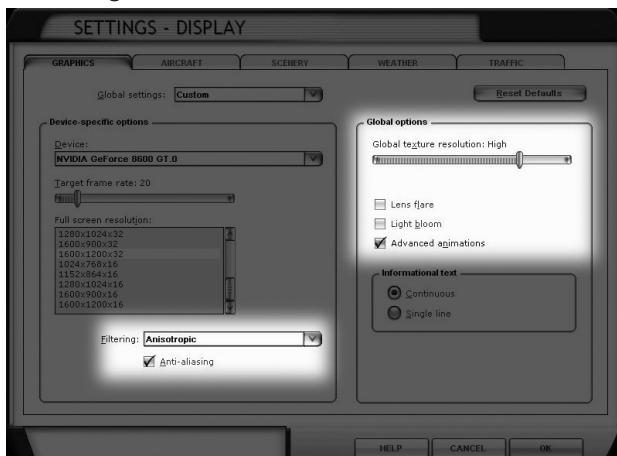 SETTINGS - DISPLAY
GRAPHICS AIRCRAFT SCENERY WEATHER TRAFFIC
Global settings: Custom
Reset Defaults
Device-specific options
Device:
NVIDIA GeForce 8600 GT.0
Target frame rate: 20
Full screen resolution:
1280x1024x32
1600x900x32
1600x1200x32
1024x768x16
1152x864x16
1280x1024x16
1600x900x16
1600x1200x16
Filtering: Anisotropic
Anti-aliasing
Global options
Global texture resolution: High
Lens flare
Light bloom
Advanced animations
Informational text
Continuous
Single line
HELP CANCEL OK